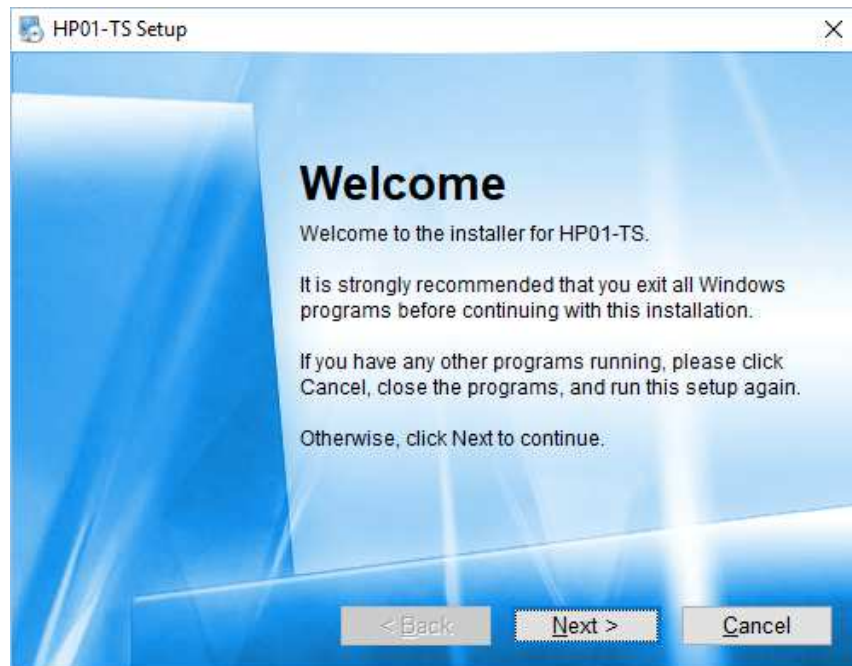 HP01-TS Setup
Welcome
Welcome to the installer for HP01-TS.
It is strongly recommended that you exit all Windows
programs before continuing with this installation.
If you have any other programs running, please click
Cancel, close the programs, and run this setup again.
Otherwise, click Next to continue.
< Back
Next >
Cancel